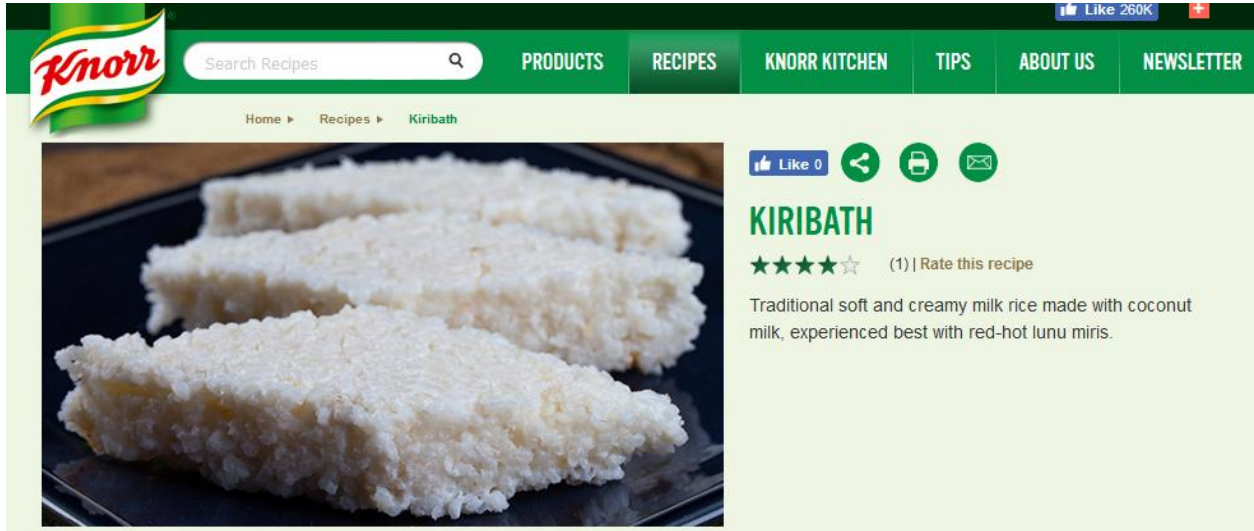 Like 260K
Knorr
®
Search Recipes
PRODUCTS
RECIPES
KNORR KITCHEN
TIPS
ABOUT US
NEWSLETTER
Home
Recipes
Kiribath
Like 0
KIRIBATH
(1) | Rate this recipe
Traditional soft and creamy milk rice made with coconut
milk, experienced best with red-hot lunu miris.